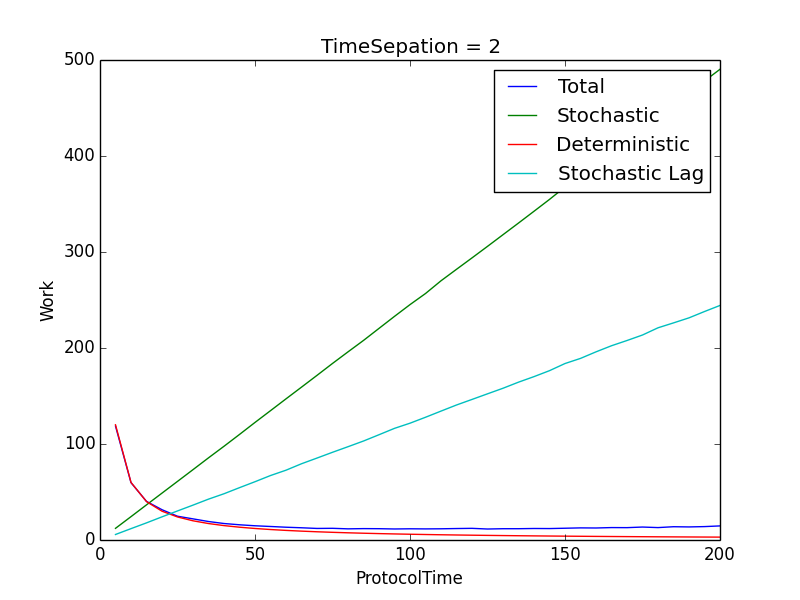 TimeSepation = 2
500
400
300
200
100
0
Work
Total
Stochastic
Deterministic
Stochastic Lag
0
50
100
150
200
ProtocolTime